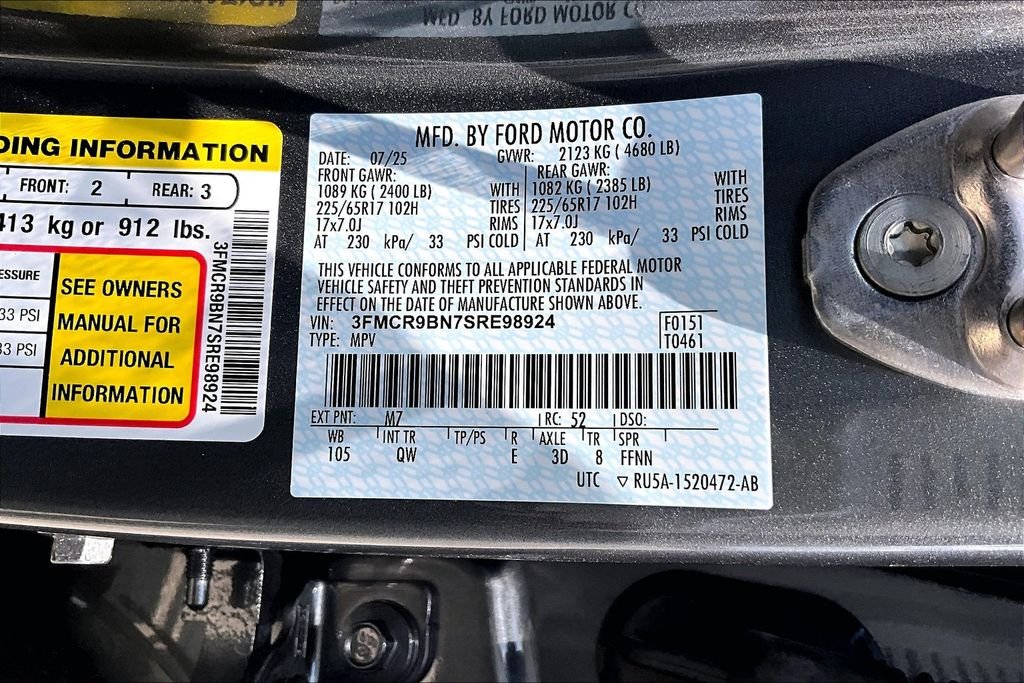 MFD. BY FORD MOTOR CO.
DING INFORMATION
FRONT: 2 REAR: 3
413 kg or 912 lbs.
ESSURE
33 PSI
33 PSI
SEE OWNERS
MANUAL FOR
ADDITIONAL
INFORMATION
3FMCR9BN7SRE98924
MFD. BY FORD MOTOR CO.
DATE: 07/25 GVWR: 2123 KG ( 4680 LB)
FRONT GAWR: REAR GAWR:
1089 KG ( 2400 LB) WITH 1082 KG ( 2385 LB) WITH
225/65R17 102H TIRES 225/65R17 102H TIRES
17x7.0J RIMS 17x7.0J RIMS
AT 230 kPa/ 33 PSI COLD AT 230 kPa/ 33 PSI COLD
THIS VEHICLE CONFORMS TO ALL APPLICABLE FEDERAL MOTOR
VEHICLE SAFETY AND THEFT PREVENTION STANDARDS IN
EFFECT ON THE DATE OF MANUFACTURE SHOWN ABOVE.
VIN: 3FMCR9BN7SRE98924 F0151
TYPE: MPV T0461
EXT PNT: M7 RC: 52 DSO:
WB INT TR TP/PS R AXLE TR SPR
105 QW E 3D 8 FFNN
UTC ▽ RU5A-1520472-AB